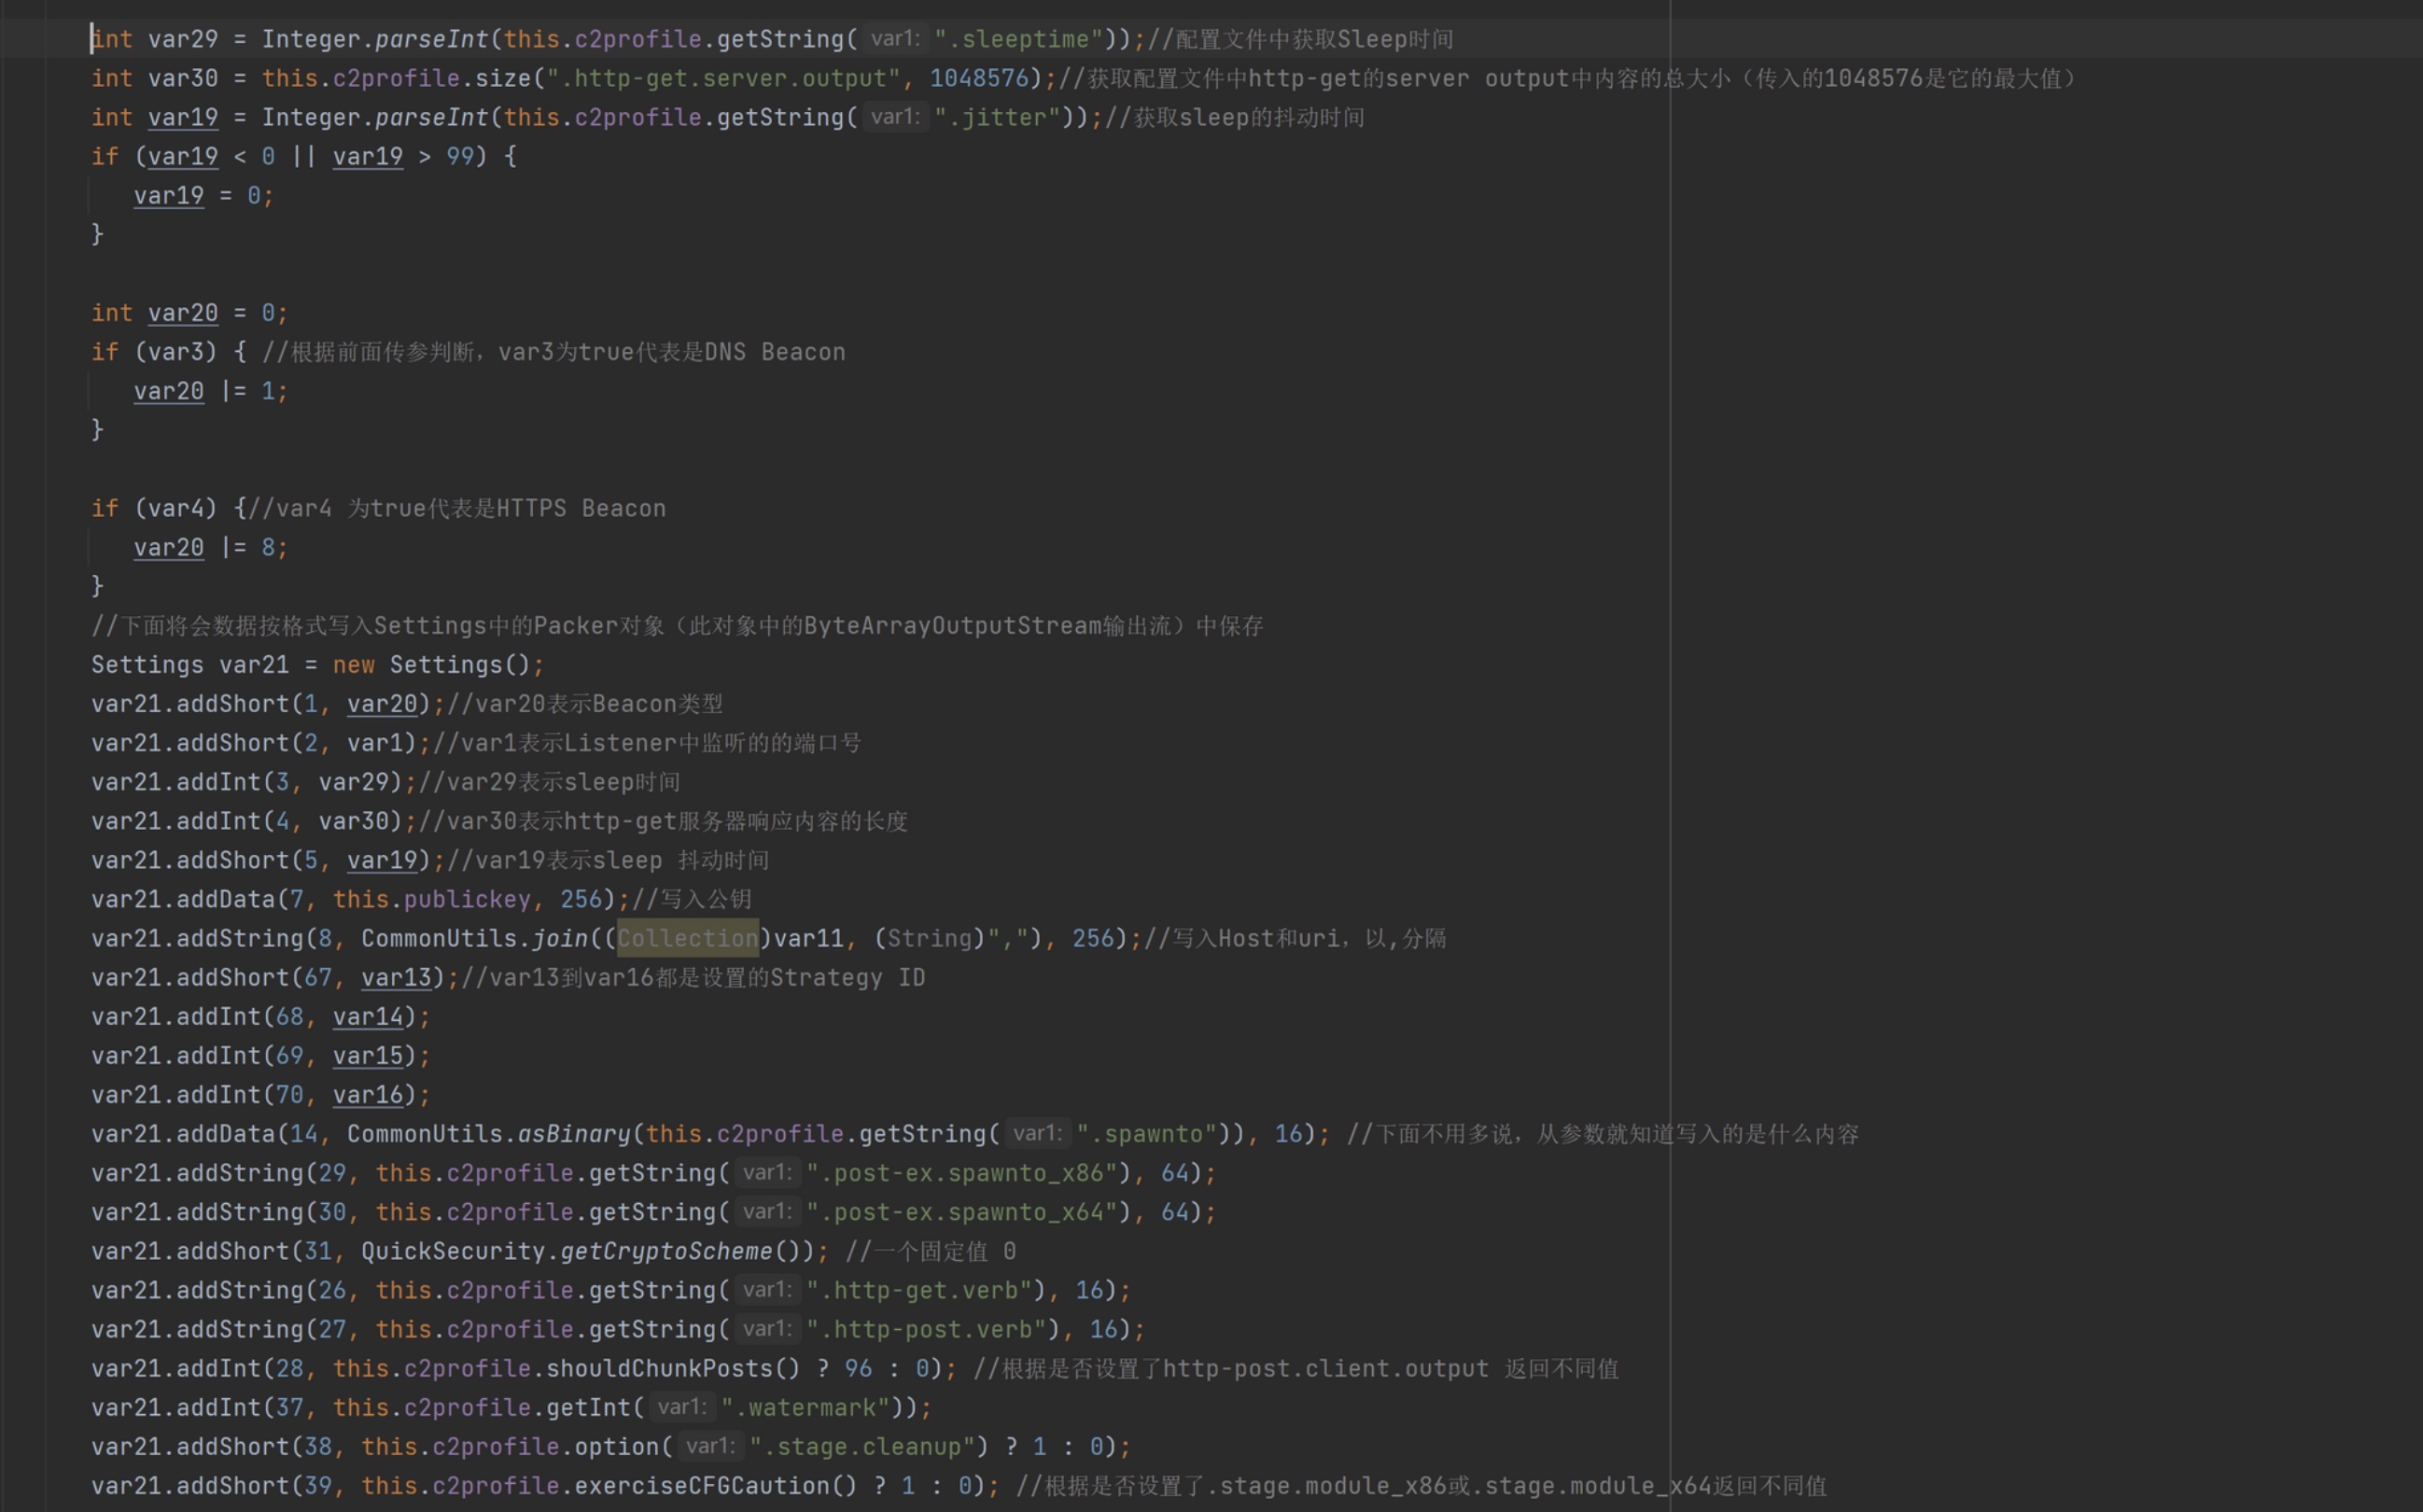 int var29 = Integer.parseInt(this.c2profile.getString( var1: ".sleeptime"));//配置文件中获取Sleep时间
int var30 = this.c2profile.size(".http-get.server.output", 1048576);//获取配置文件中http-get的server output中内容的总大小（传入的1048576是它的最大值）
int var19 = Integer.parseInt(this.c2profile.getString( var1: ".jitter"));//获取sleep的抖动时间
if (var19 < 0 || var19 > 99) {
var19 = 0;
}
int var20 = 0;
if (var3) { //根据前面传参判断，var3为true代表是DNS Beacon
var20 |= 1;
}
if (var4) {//var4 为true代表是HTTPS Beacon
var20 |= 8;
}
//下面将会数据按格式写入Settings中的Packer对象（此对象中的ByteArrayOutputStream输出流）中保存
Settings var21 = new Settings();
var21.addShort(1, var20);//var20表示Beacon类型
var21.addShort(2, var1);//var1表示Listener中监听的的端口号
var21.addInt(3, var29);//var29表示sleep时间
var21.addInt(4, var30);//var30表示http-get服务器响应内容的长度
var21.addShort(5, var19);//var19表示sleep 抖动时间
var21.addData(7, this.publickey, 256);//写入公钥
var21.addString(8, CommonUtils.join((Collection)var11, (String)","), 256);//写入Host和uri，以,分隔
var21.addShort(67, var13);//var13到var16都是设置的Strategy ID
var21.addInt(68, var14);
var21.addInt(69, var15);
var21.addInt(70, var16);
var21.addData(14, CommonUtils.asBinary(this.c2profile.getString( var1: ".spawnto")), 16); //下面不用多说，从参数就知道写入的是什么内容
var21.addString(29, this.c2profile.getString( var1: ".post-ex.spawnto_x86"), 64);
var21.addString(30, this.c2profile.getString( var1: ".post-ex.spawnto_x64"), 64);
var21.addShort(31, QuickSecurity.getCryptoScheme()); //一个固定值 0
var21.addString(26, this.c2profile.getString( var1: ".http-get.verb"), 16);
var21.addString(27, this.c2profile.getString( var1: ".http-post.verb"), 16);
var21.addInt(28, this.c2profile.shouldChunkPosts() ? 96 : 0); //根据是否设置了http-post.client.output 返回不同值
var21.addInt(37, this.c2profile.getInt( var1: ".watermark"));
var21.addShort(38, this.c2profile.option( var1: ".stage.cleanup") ? 1 : 0);
var21.addShort(39, this.c2profile.exerciseCFGCaution() ? 1 : 0); //根据是否设置了.stage.module_x86或.stage.module_x64返回不同值